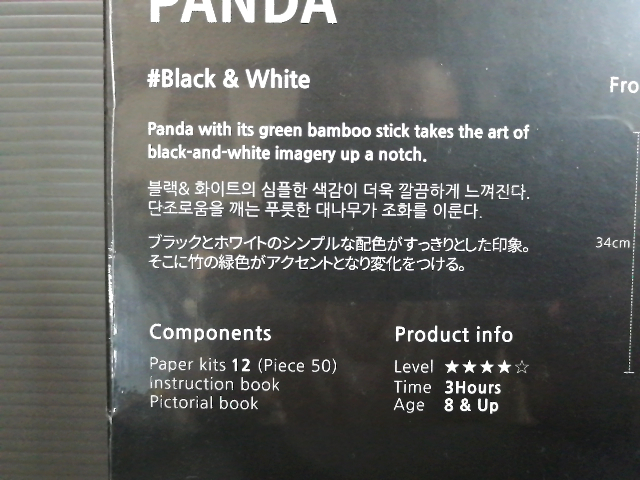 PANDA
#Black & White
Fro
Panda with its green bamboo stick takes the art of
black-and-white imagery up a notch.
블랙& 화이트의 심플한 색감이 더욱 깔끔하게 느껴진다.
단조로움을 깨는 푸릇한 대나무가 조화를 이룬다.
ブラックとホワイトのシンプルな配色がすっきりとした印象。
そこに竹の緑色がアクセントとなり変化をつける。
34cm
Components
Paper kits 12 (Piece 50)
Instruction book
Pictorial book
Product info
Level ★★★★☆
Time 3Hours
Age 8 & Up